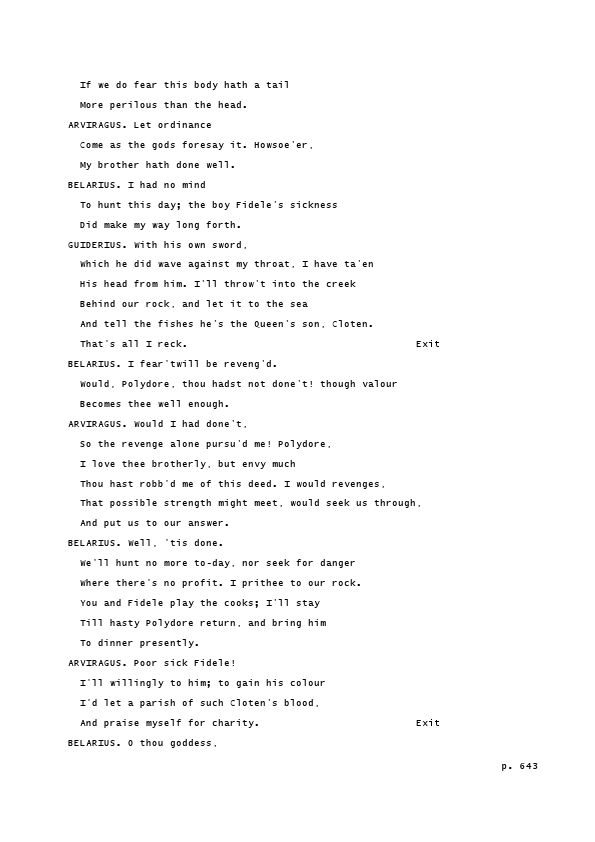 If we do fear this body hath a tail
More perilous than the head.
ARVIRAGUS. Let ordinance
Come as the gods foresay it. Howsoe'er,
My brother hath done well.
BELARIUS. I had no mind
To hunt this day; the boy Fidele's sickness
Did make my way long forth.
GUIDERIUS. With his own sword,
Which he did wave against my throat, I have ta'en
His head from him. I'll throw't into the creek
Behind our rock, and let it to the sea
And tell the fishes he's the Queen's son, Cloten.
That's all I reck. Exit
BELARIUS. I fear'twill be reveng'd.
Would, Polydore, thou hadst not done't! though valour
Becomes thee well enough.
ARVIRAGUS. Would I had done't,
So the revenge alone pursu'd me! Polydore,
I love thee brotherly, but envy much
Thou hast robb'd me of this deed. I would revenges,
That possible strength might meet, would seek us through,
And put us to our answer.
BELARIUS. Well, 'tis done.
We'll hunt no more to-day, nor seek for danger
Where there's no profit. I prithee to our rock.
You and Fidele play the cooks; I'll stay
Till hasty Polydore return, and bring him
To dinner presently.
ARVIRAGUS. Poor sick Fidele!
I'll willingly to him; to gain his colour
I'd let a parish of such Cloten's blood,
And praise myself for charity. Exit
BELARIUS. O thou goddess,
p. 643